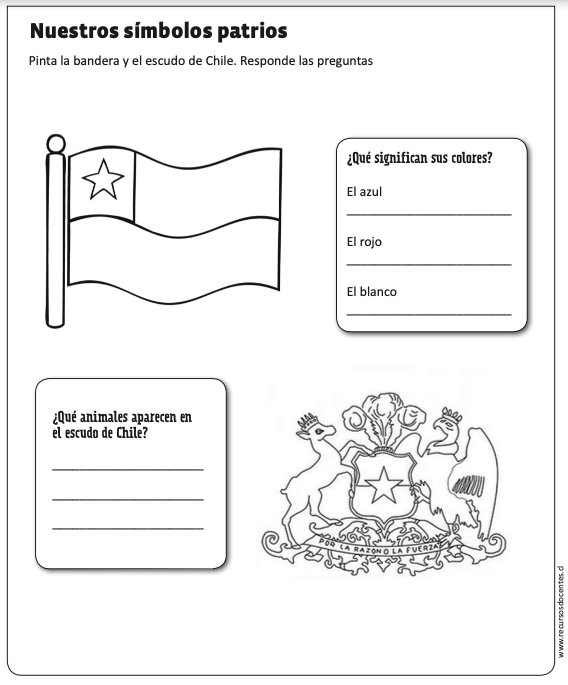 Nuestros símbolos patrios
Pinta la bandera y el escudo de Chile. Responde las preguntas
¿Qué significan sus colores?
El azul
El rojo
El blanco
¿Qué animales aparecen en
el escudo de Chile?
POR LA RAZON O LA FUERZA
www.recursosdocentes.cl